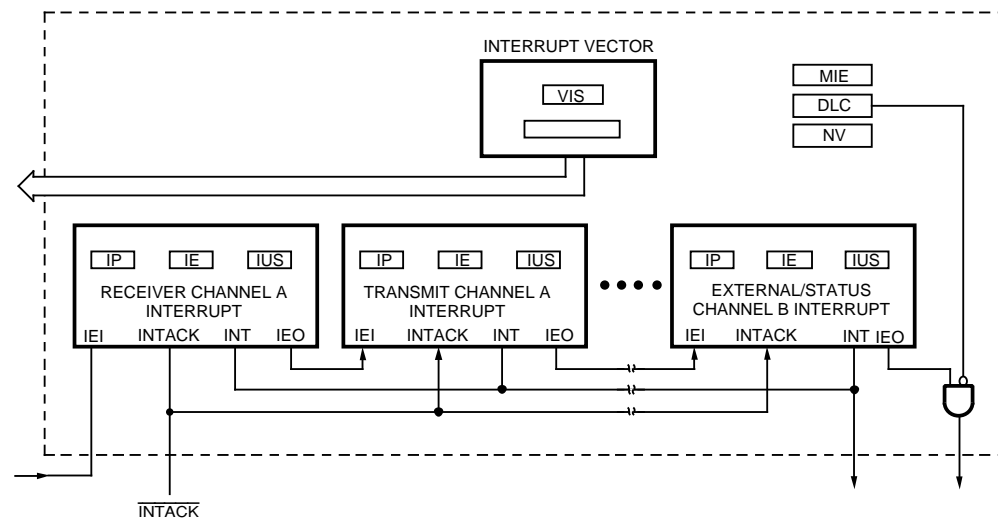 INTERRUPT VECTOR
VIS
MIE
DLC
NV
IP IE IUS
RECEIVER CHANNEL A
INTERRUPT
IEI INTACK INT IEO
IP IE IUS
TRANSMIT CHANNEL A
INTERRUPT
IEI INTACK INT IEO
IP IE IUS
EXTERNAL/STATUS
CHANNEL B INTERRUPT
IEI INTACK INT IEO
INTACK